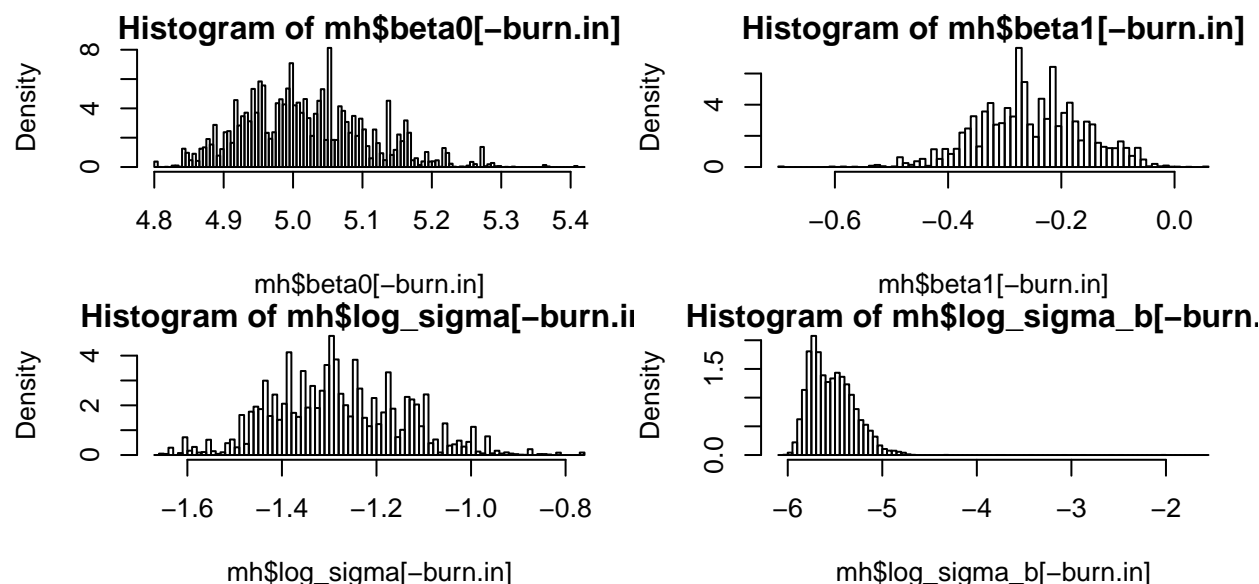 Histogram of mh$beta0[−burn.in]
Density
0 4 8
4.8 4.9 5.0 5.1 5.2 5.3 5.4
mh$beta0[−burn.in]
Histogram of mh$beta1[−burn.in]
Density
0 4
−0.6 −0.4 −0.2 0.0
mh$beta1[−burn.in]
Histogram of mh$log_sigma[−burn.in
Density
0 2 4
−1.6 −1.4 −1.2 −1.0 −0.8
mh$log_sigma[−burn.in]
Histogram of mh$log_sigma_b[−burn.
Density
0.0 1.5
−6 −5 −4 −3 −2
mh$log_sigma_b[−burn.in]